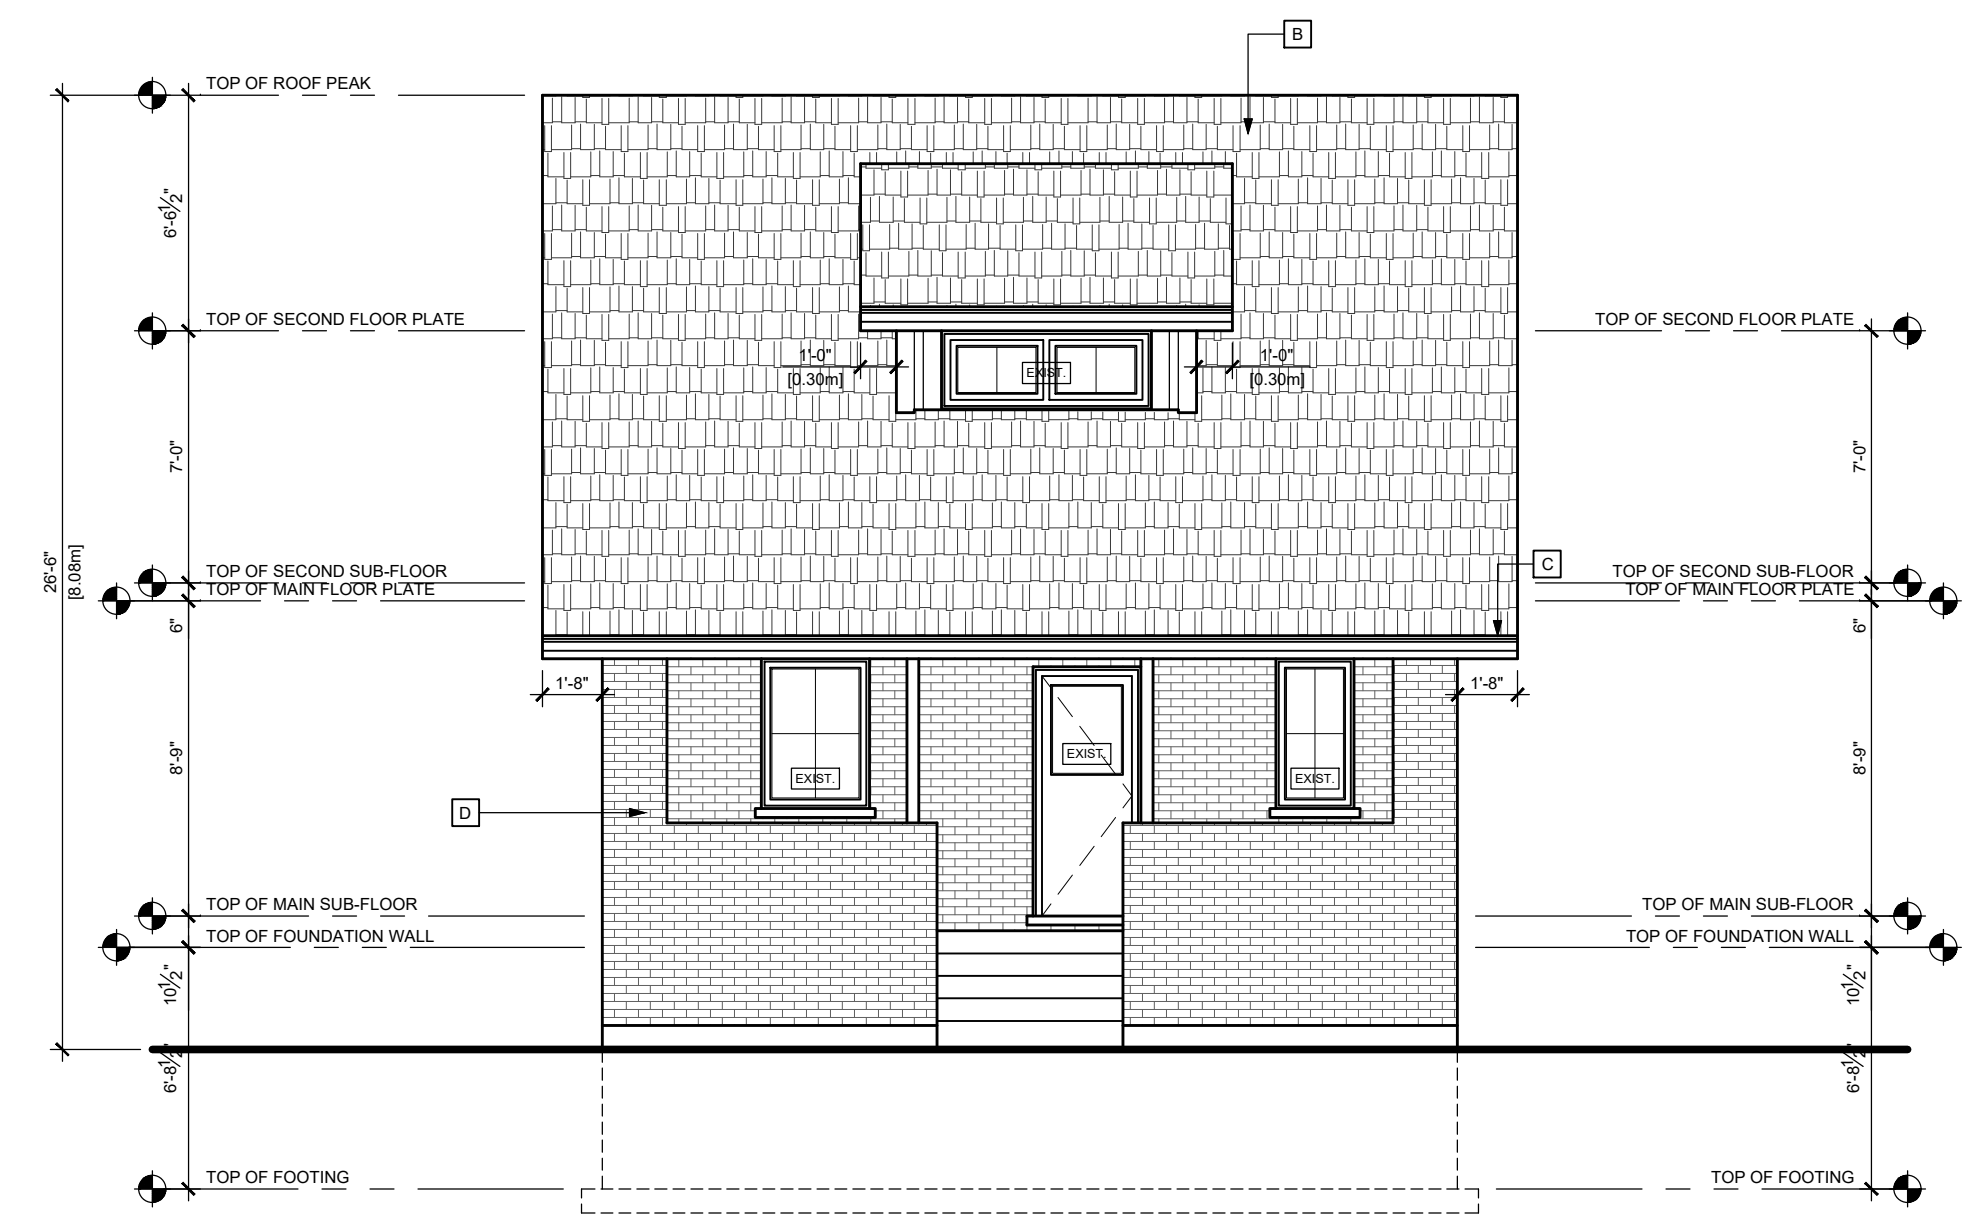 B
TOP OF ROOF PEAK
6'-6½"
TOP OF SECOND FLOOR PLATE
TOP OF SECOND FLOOR PLATE
1'-0"
[0.30m]
EXIST.
1'-0"
[0.30m]
7'-0"
7'-0"
26'-6"
[8.08m]
C
TOP OF SECOND SUB-FLOOR
TOP OF MAIN FLOOR PLATE
TOP OF SECOND SUB-FLOOR
TOP OF MAIN FLOOR PLATE
6"
6"
1'-8"
1'-8"
8'-9"
8'-9"
EXIST.
EXIST.
EXIST.
D
TOP OF MAIN SUB-FLOOR
TOP OF MAIN SUB-FLOOR
TOP OF FOUNDATION WALL
TOP OF FOUNDATION WALL
10½"
10½"
6'-8½"
6'-8½"
TOP OF FOOTING
TOP OF FOOTING